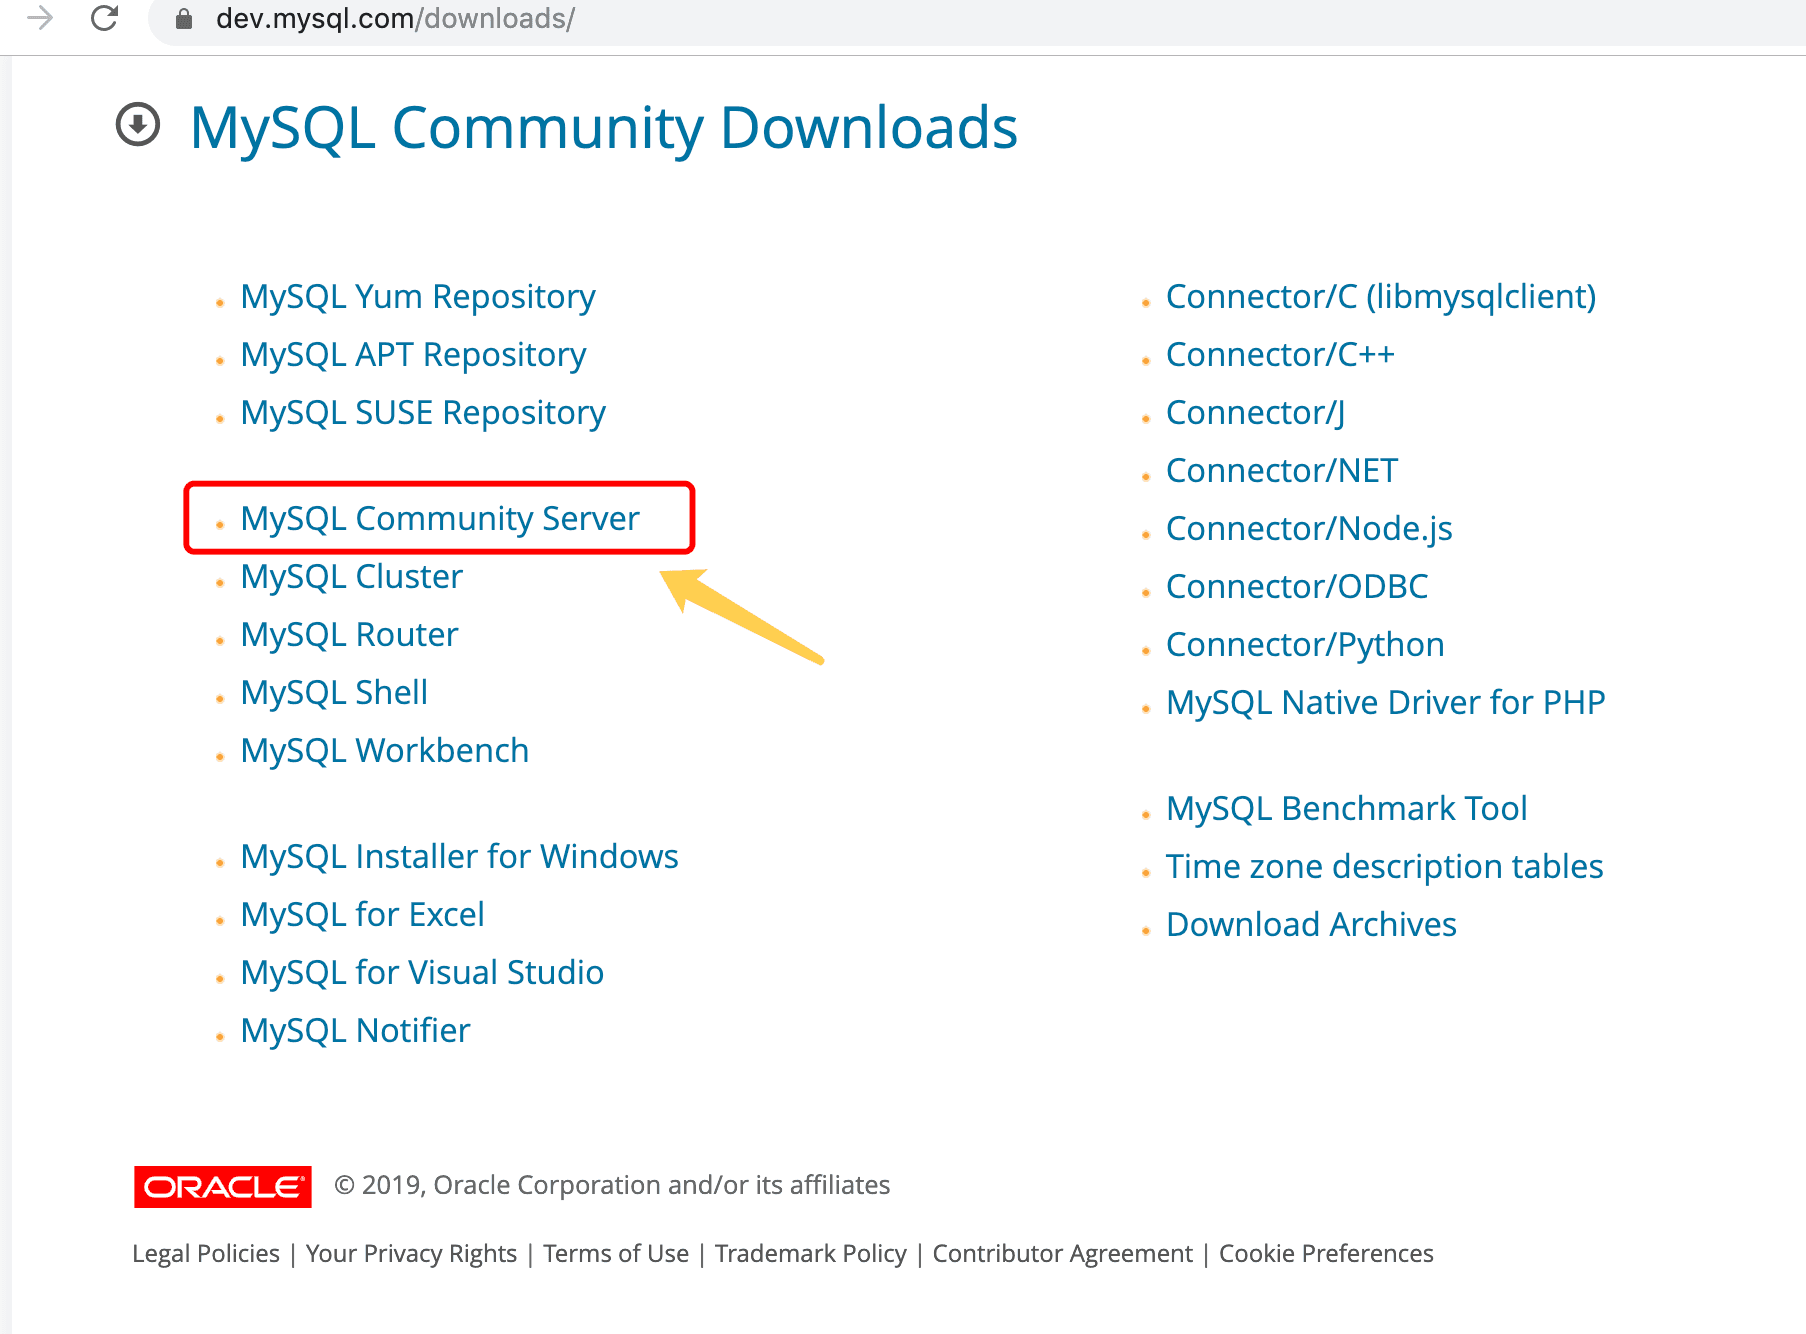 dev.mysql.com/downloads/
MySQL Community Downloads
MySQL Yum Repository
MySQL APT Repository
MySQL SUSE Repository
MySQL Community Server
MySQL Cluster
MySQL Router
MySQL Shell
MySQL Workbench
MySQL Installer for Windows
MySQL for Excel
MySQL for Visual Studio
MySQL Notifier
Connector/C (libmysqlclient)
Connector/C++
Connector/J
Connector/NET
Connector/Node.js
Connector/ODBC
Connector/Python
MySQL Native Driver for PHP
MySQL Benchmark Tool
Time zone description tables
Download Archives
ORACLE® © 2019, Oracle Corporation and/or its affiliates
Legal Policies | Your Privacy Rights | Terms of Use | Trademark Policy | Contributor Agreement | Cookie Preferences